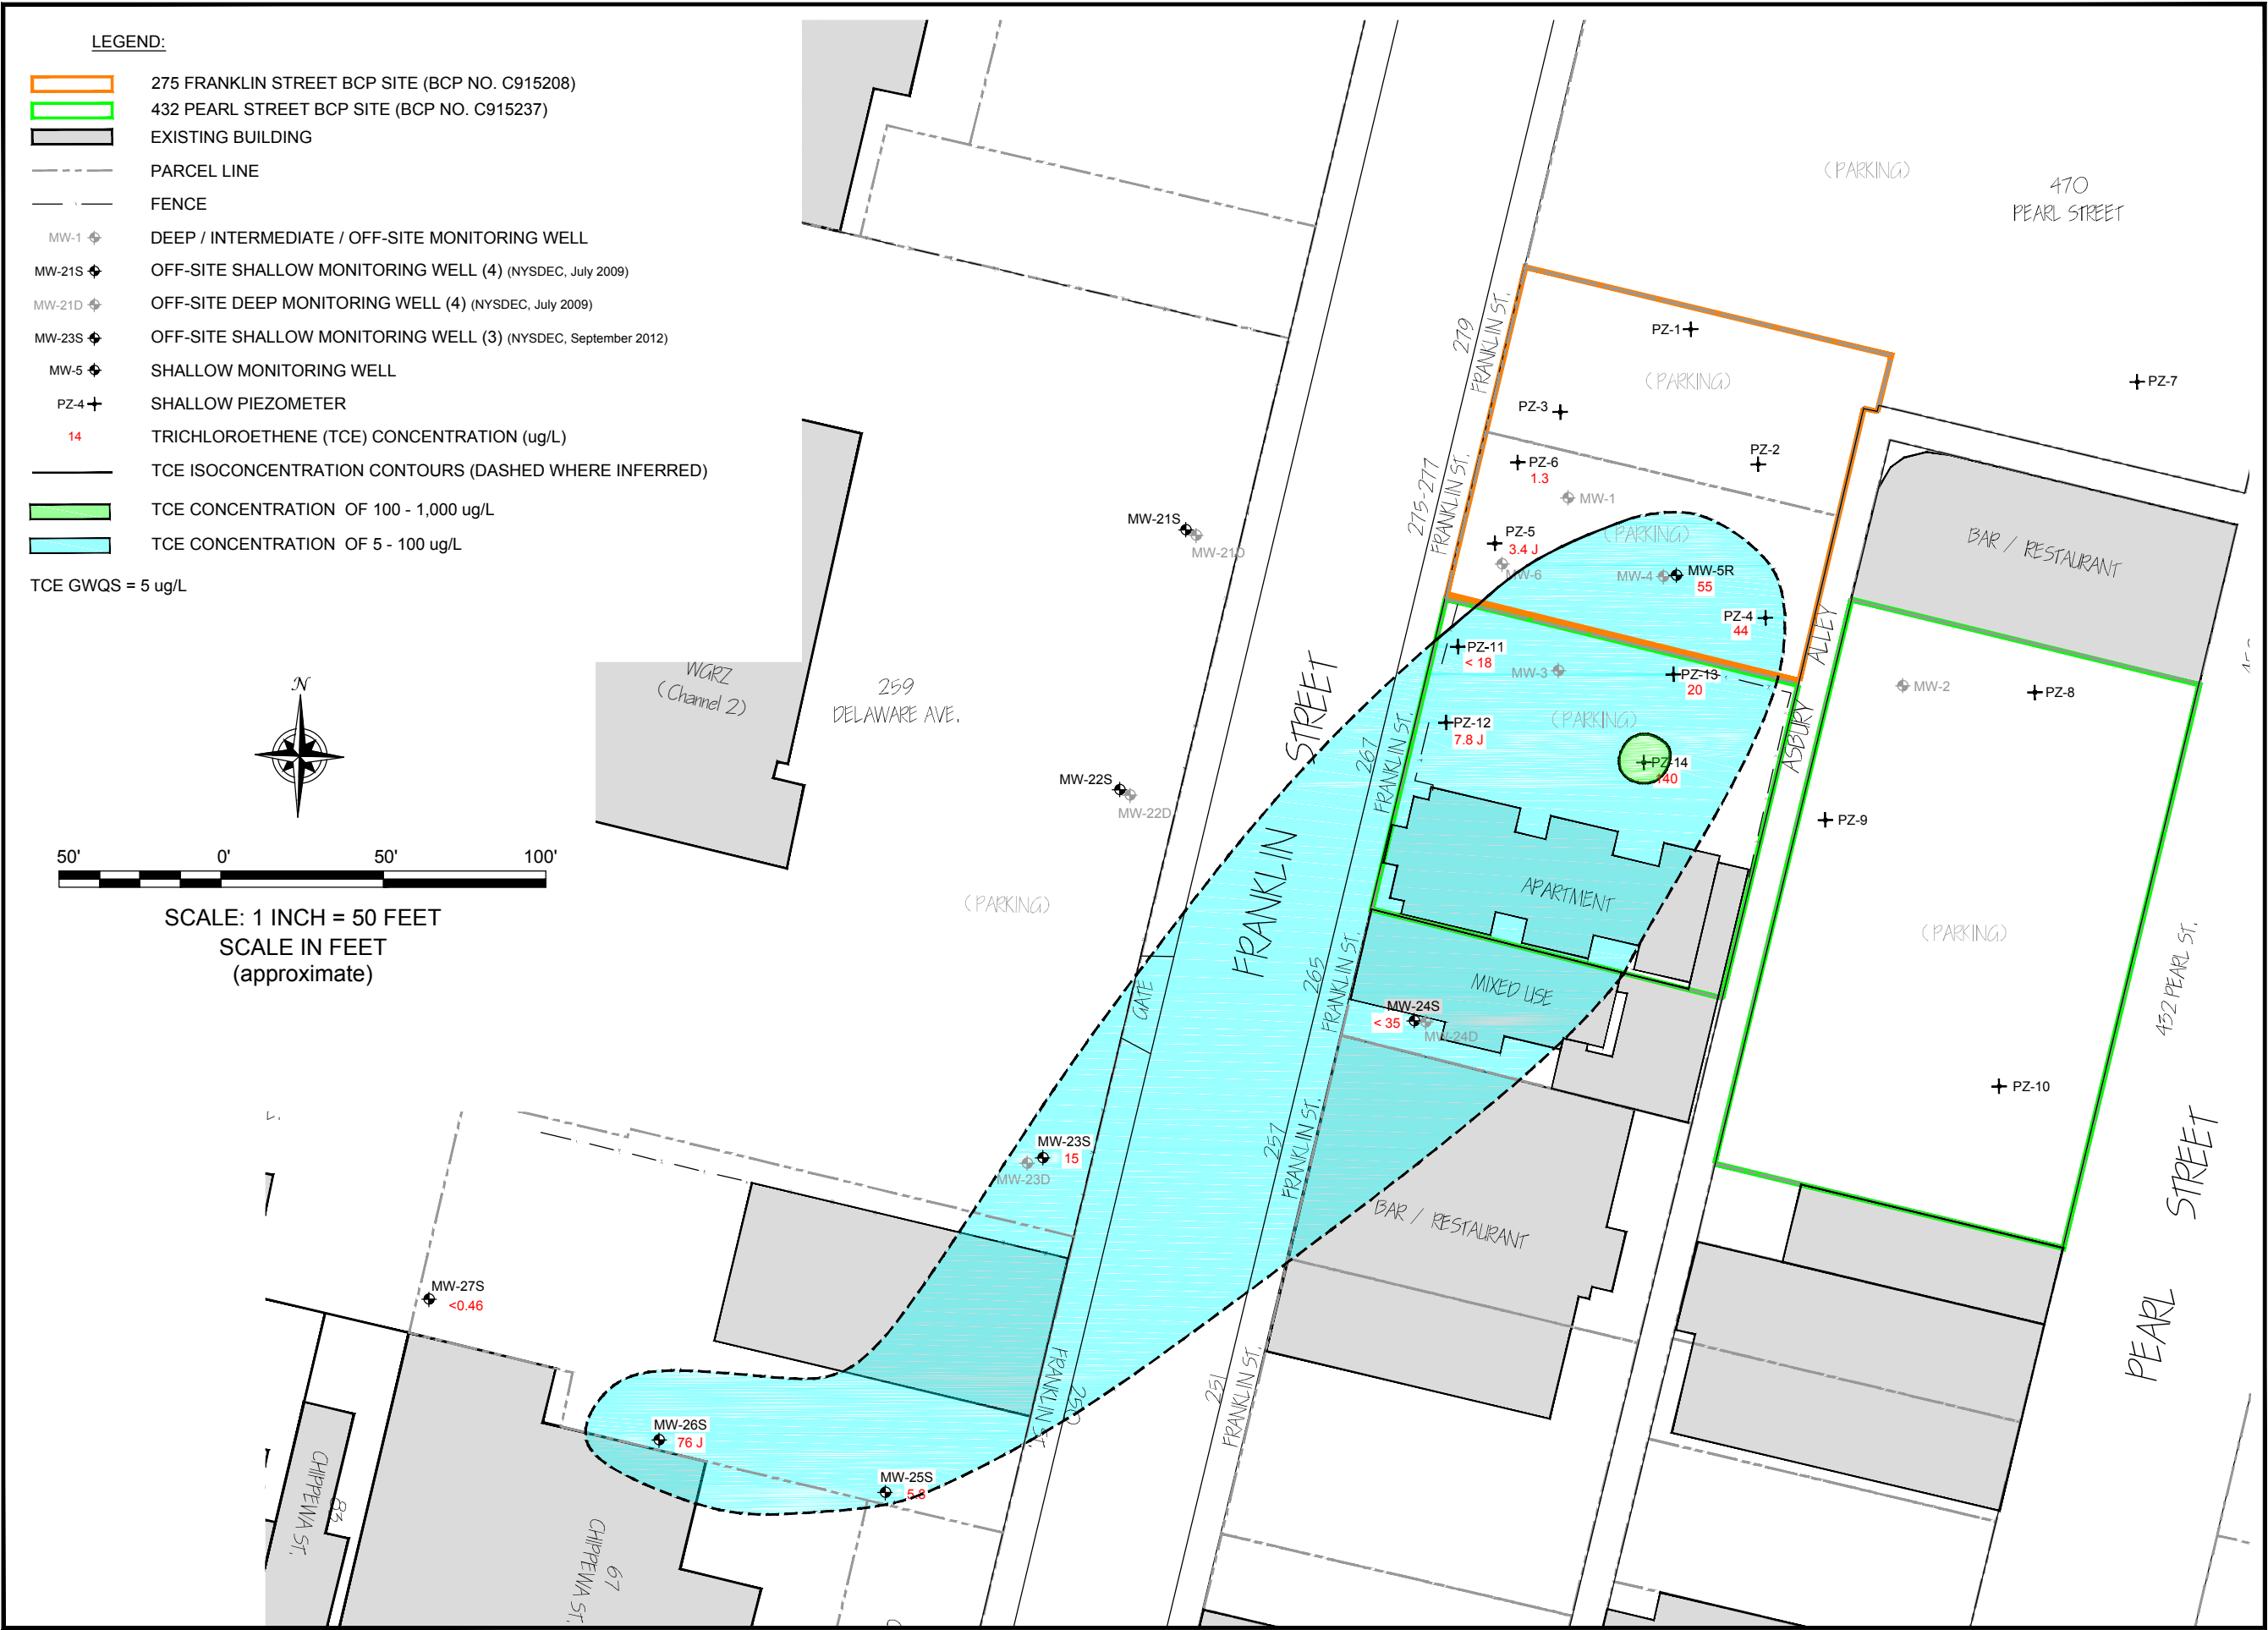 LEGEND:
275 FRANKLIN STREET BCP SITE (BCP NO. C915208)
432 PEARL STREET BCP SITE (BCP NO. C915237)
EXISTING BUILDING
PARCEL LINE
FENCE
MW-1 DEEP / INTERMEDIATE / OFF-SITE MONITORING WELL
MW-21S OFF-SITE SHALLOW MONITORING WELL (4) (NYSDEC, July 2009)
MW-21D OFF-SITE DEEP MONITORING WELL (4) (NYSDEC, July 2009)
MW-23S OFF-SITE SHALLOW MONITORING WELL (3) (NYSDEC, September 2012)
MW-5 SHALLOW MONITORING WELL
PZ-4 SHALLOW PIEZOMETER
14 TRICHLOROETHENE (TCE) CONCENTRATION (ug/L)
TCE ISOCONCENTRATION CONTOURS (DASHED WHERE INFERRED)
TCE CONCENTRATION OF 100 - 1,000 ug/L
TCE CONCENTRATION OF 5 - 100 ug/L
TCE GWQS = 5 ug/L
N
50' 0' 50' 100'
SCALE: 1 INCH = 50 FEET
SCALE IN FEET
(approximate)
(PARKING)
470
PEARL STREET
PZ-1
(PARKING)
279
FRANKLIN ST.
PZ-7
PZ-3
PZ-2
PZ-6
1.3
MW-1
275-277
FRANKLIN ST.
MW-21S
MW-21D
PZ-5
3.4 J
MW-6
(PARKING)
MW-4
MW-5R
55
PZ-4
44
BAR / RESTAURANT
ASBURY ALLEY
WGRZ
(Channel 2)
259
DELAWARE AVE.
PZ-11
< 18
MW-3
PZ-13
20
MW-2
PZ-8
PZ-12
7.8 J
(PARKING)
PZ-14
140
267
FRANKLIN ST.
MW-22S
MW-22D
PZ-9
FRANKLIN STREET
APARTMENT
(PARKING)
(PARKING)
432 PEARL ST.
265
FRANKLIN ST.
MIXED USE
GATE
MW-24S
< 35
MW-24D
PZ-10
257
FRANKLIN ST.
MW-23S
15
MW-23D
BAR / RESTAURANT
PEARL STREET
MW-27S
<0.46
250
FRANKLIN ST.
251
FRANKLIN ST.
MW-26S
76 J
MW-25S
5.8
83
CHIPPEWA ST.
67
CHIPPEWA ST.